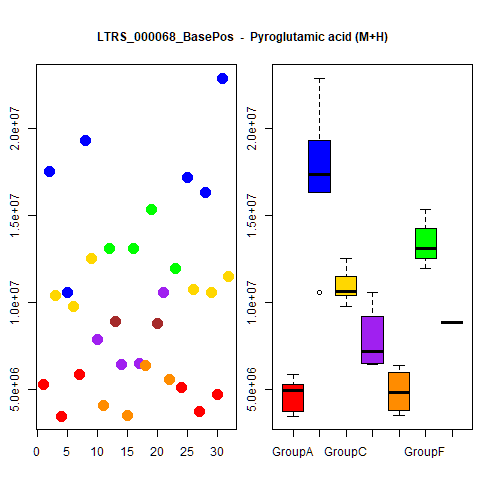 LTRS_000068_BasePos - Pyroglutamic acid (M+H)
5.0e+06 1.0e+07 1.5e+07 2.0e+07
0 5 10 15 20 25 30
5.0e+06 1.0e+07 1.5e+07 2.0e+07
GroupA GroupC GroupF